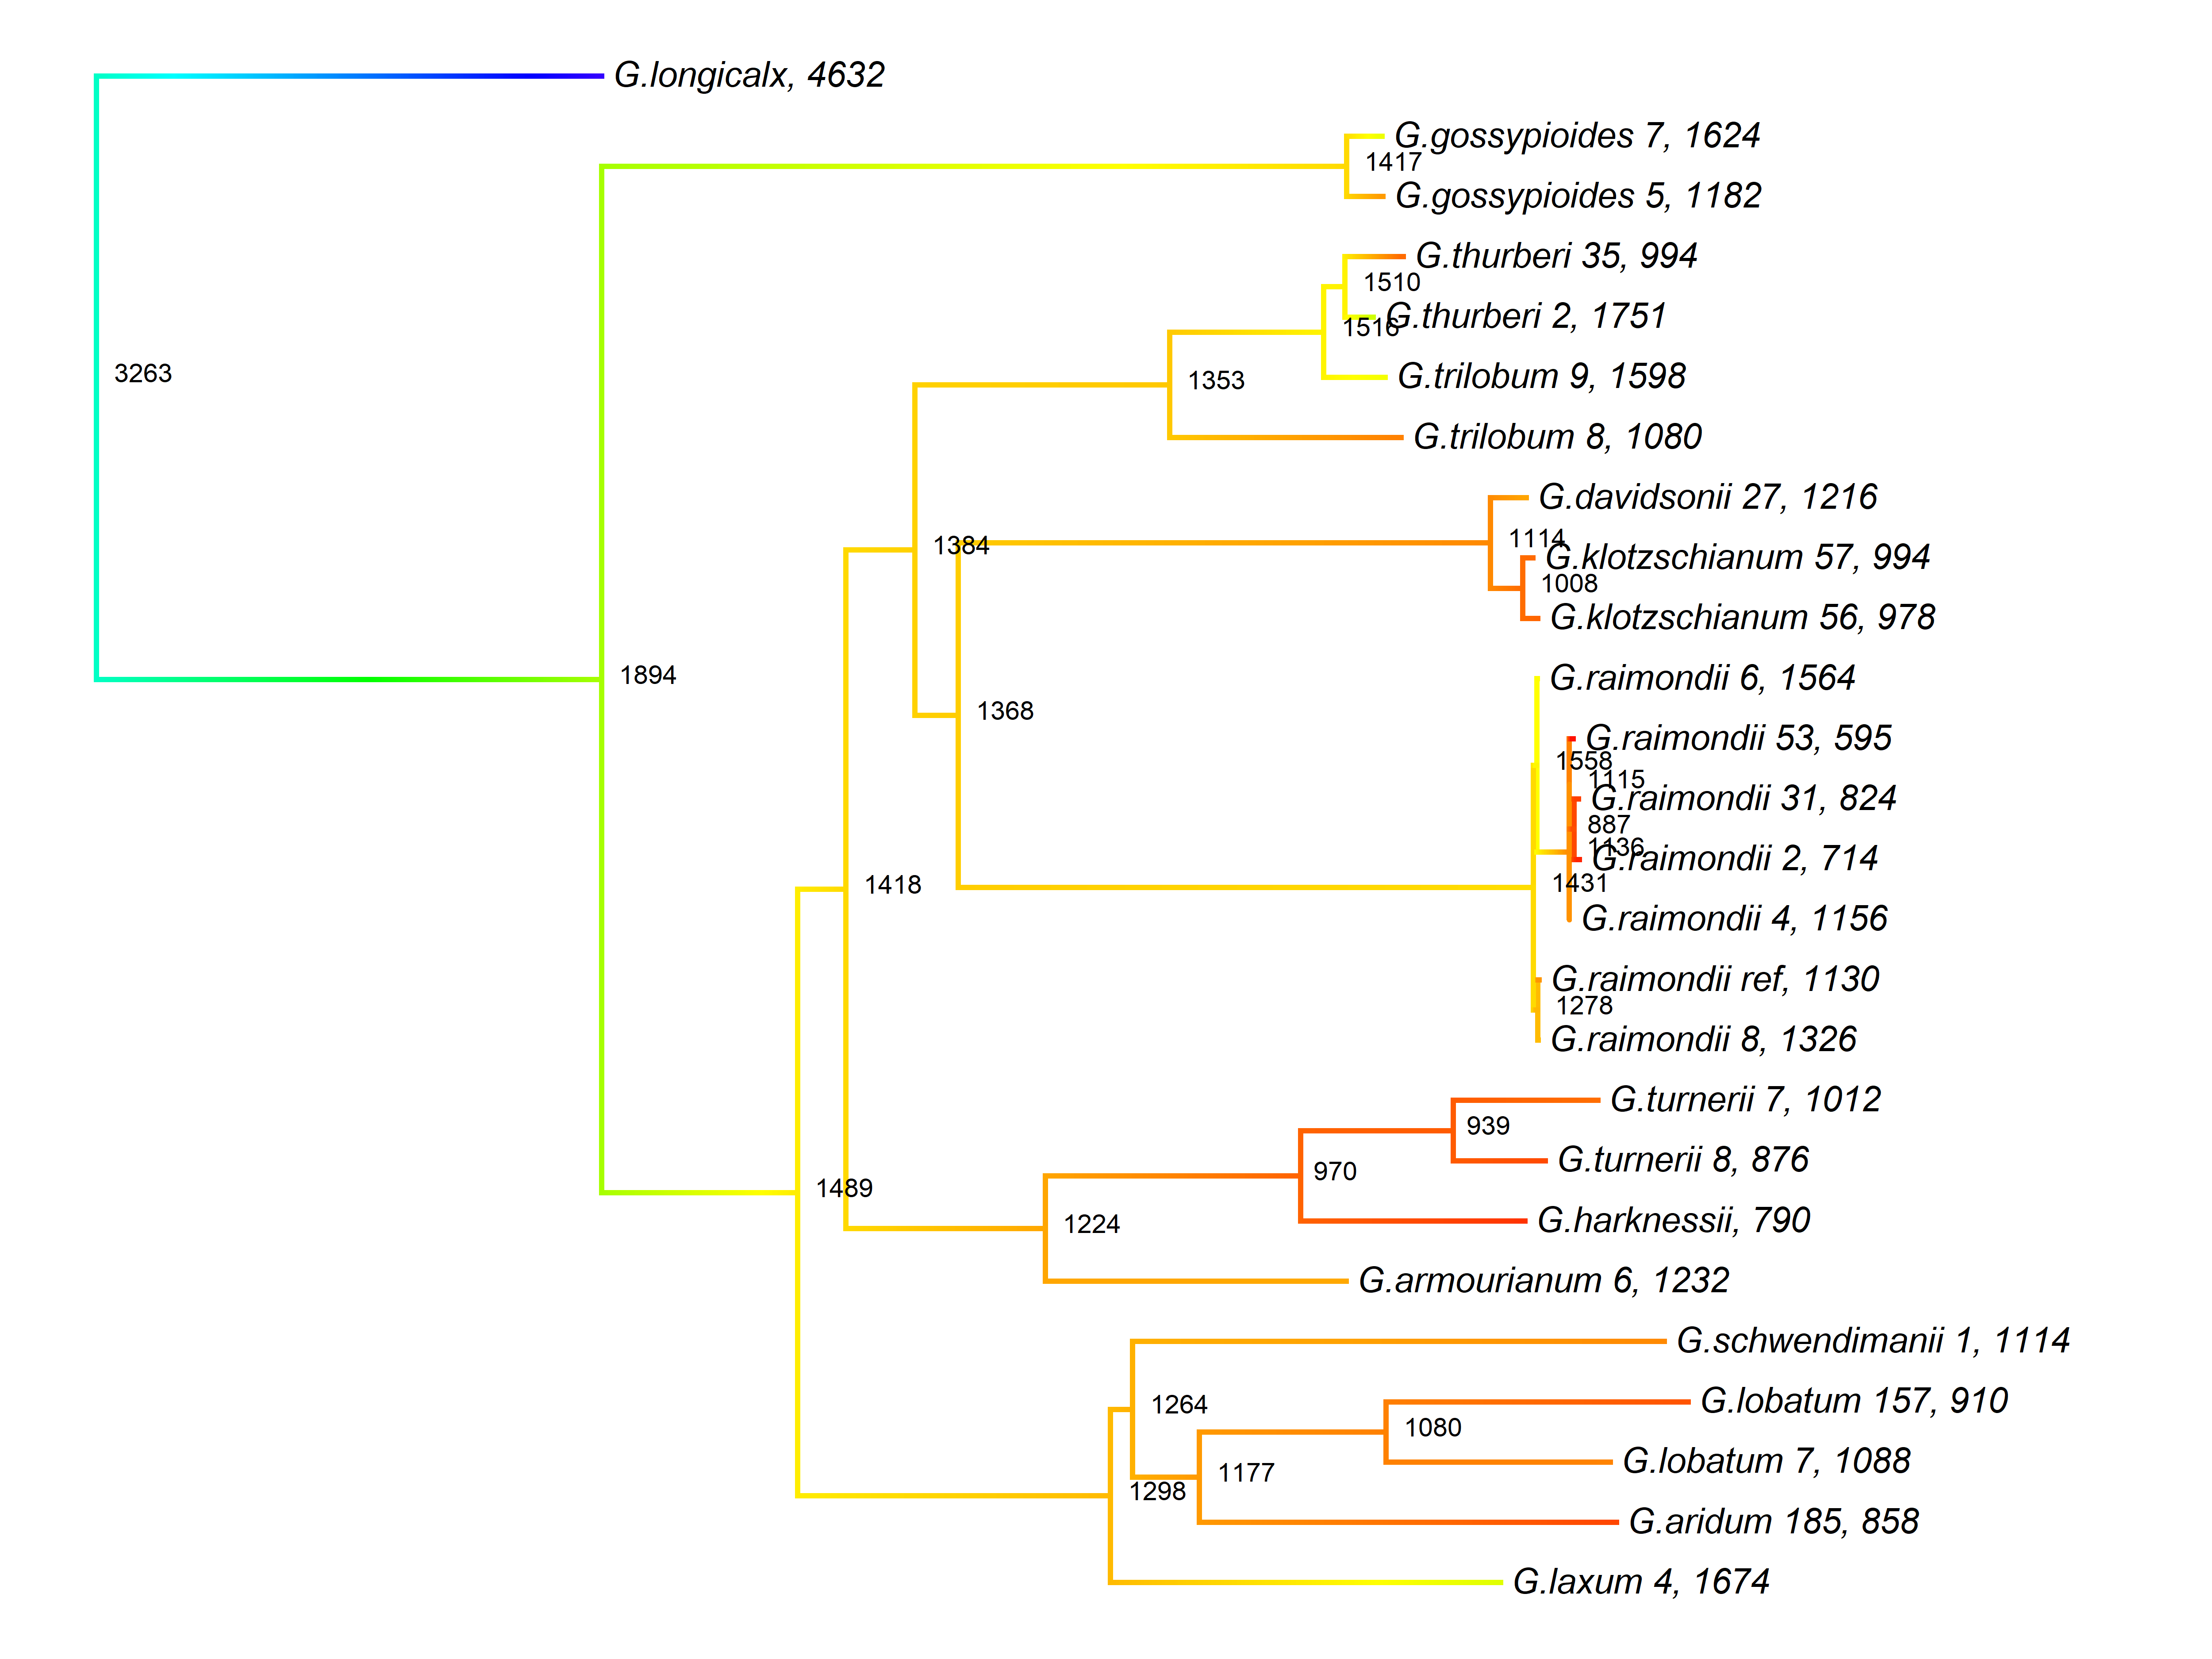 G.longicalx, 4632
G.gossypioides 7, 1624
1417
G.gossypioides 5, 1182
G.thurberi 35, 994
1510
G.thurberi 2, 1751
1516
3263
G.trilobum 9, 1598
1353
G.trilobum 8, 1080
G.davidsonii 27, 1216
1114
1384
G.klotzschianum 57, 994
1008
G.klotzschianum 56, 978
1894
G.raimondii 6, 1564
1368
G.raimondii 53, 595
1558
1115
G.raimondii 31, 824
887
1136
G.raimondii 2, 714
1418
1431
G.raimondii 4, 1156
G.raimondii ref, 1130
1278
G.raimondii 8, 1326
G.turnerii 7, 1012
939
G.turnerii 8, 876
970
1489
G.harknessii, 790
1224
G.armourianum 6, 1232
G.schwendimanii 1, 1114
1264
G.lobatum 157, 910
1080
G.lobatum 7, 1088
1177
1298
G.aridum 185, 858
G.laxum 4, 1674